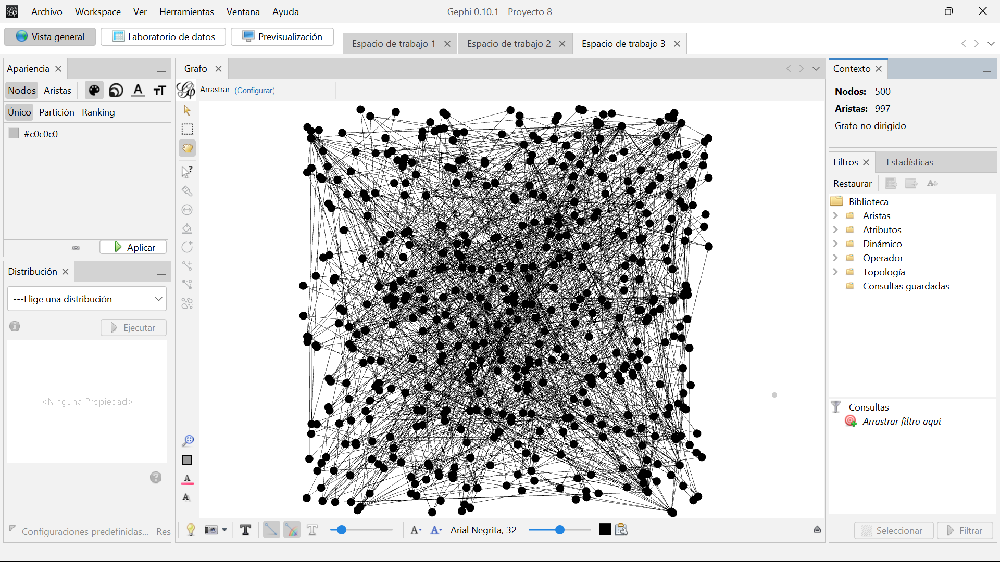 Archivo Workspace Ver Herramientas Ventana Ayuda
Gephi 0.10.1 - Proyecto 8
Vista general
Laboratorio de datos
Previsualización
Espacio de trabajo 1
Espacio de trabajo 2
Espacio de trabajo 3
Apariencia
Nodos Aristas
Único Partición Ranking
#c0c0c0
Aplicar
Distribución
---Elige una distribución
Ejecutar
<Ninguna Propiedad>
Configuraciones predefinidas... Res
Grafo
Arrastrar (Configurar)
Arial Negrita, 32
Contexto
Nodos: 500
Aristas: 997
Grafo no dirigido
Filtros Estadísticas
Restaurar
Biblioteca
Aristas
Atributos
Dinámico
Operador
Topología
Consultas guardadas
Consultas
Arrastrar filtro aquí
Seleccionar
Filtrar